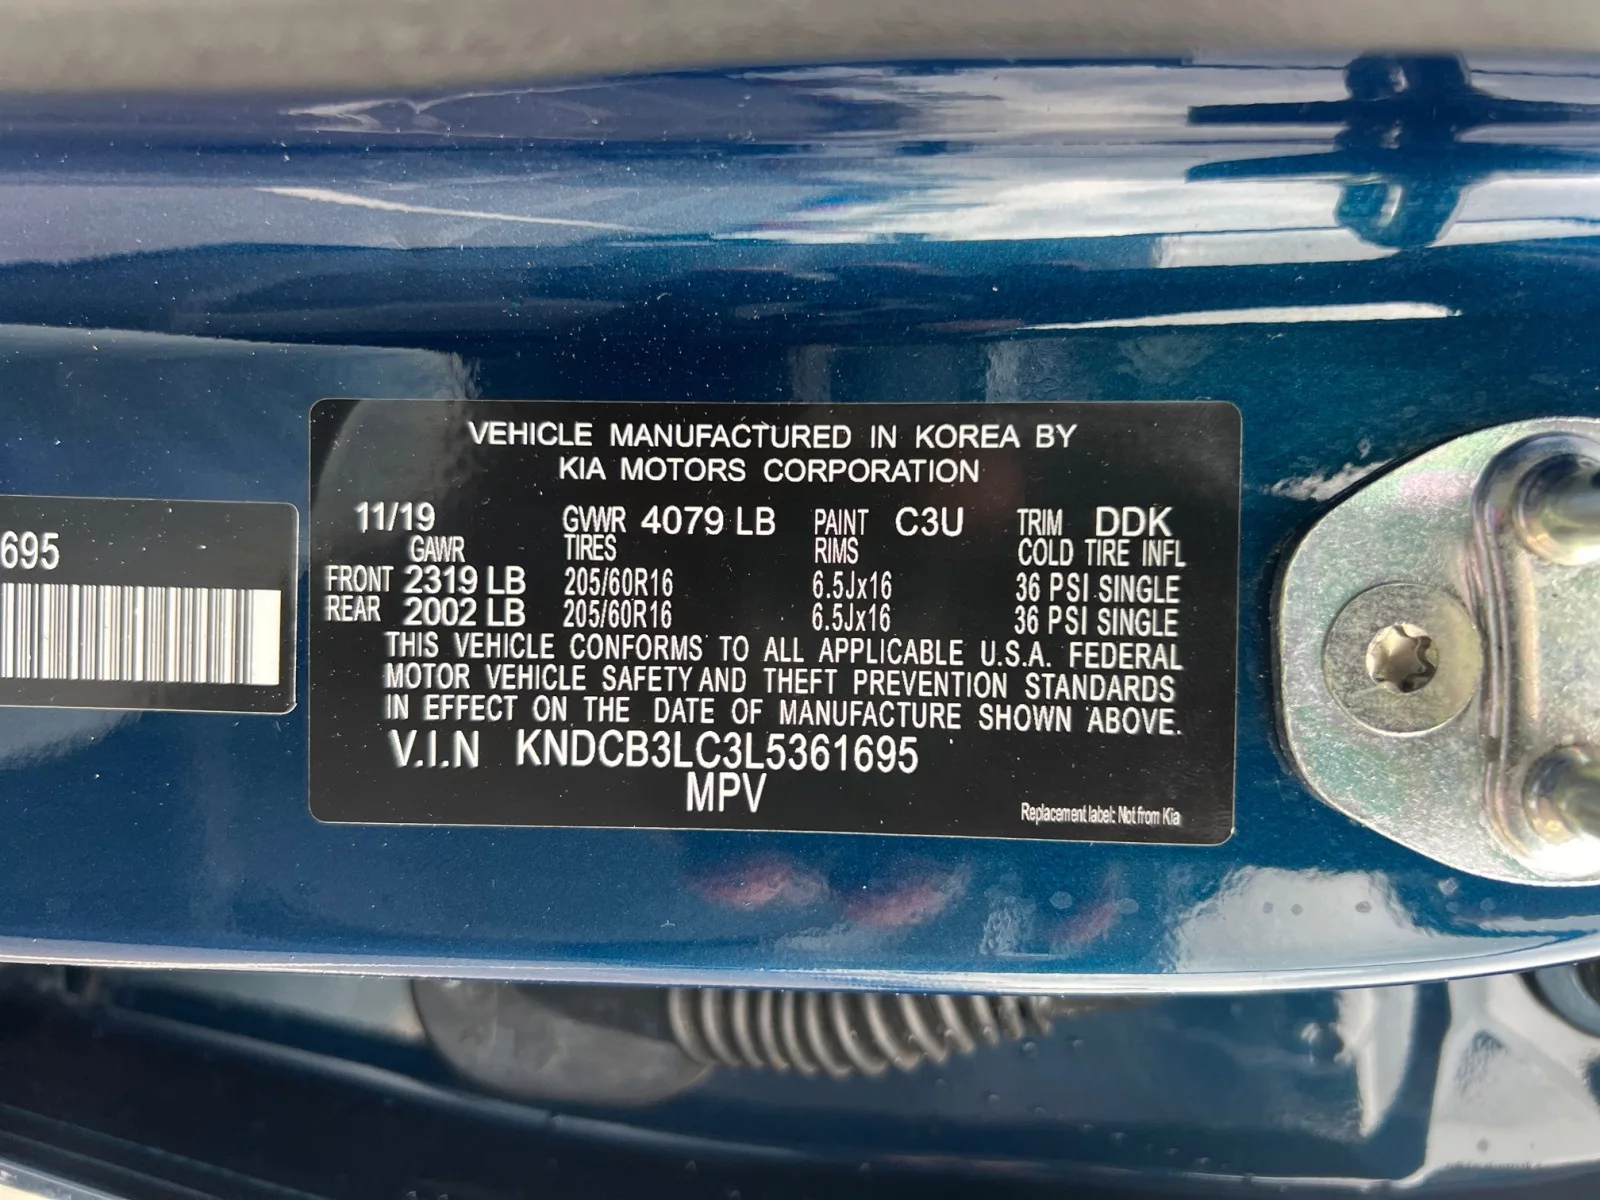 695
VEHICLE MANUFACTURED IN KOREA BY
KIA MOTORS CORPORATION
11/19 GVWR 4079 LB PAINT C3U TRIM DDK
GAWR TIRES RIMS COLD TIRE INFL
FRONT 2319 LB 205/60R16 6.5Jx16 36 PSI SINGLE
REAR 2002 LB 205/60R16 6.5Jx16 36 PSI SINGLE
THIS VEHICLE CONFORMS TO ALL APPLICABLE U.S.A. FEDERAL
MOTOR VEHICLE SAFETY AND THEFT PREVENTION STANDARDS
IN EFFECT ON THE DATE OF MANUFACTURE SHOWN ABOVE.
V.I.N KNDCB3LC3L5361695
MPV
Replacement label: Not from Kia